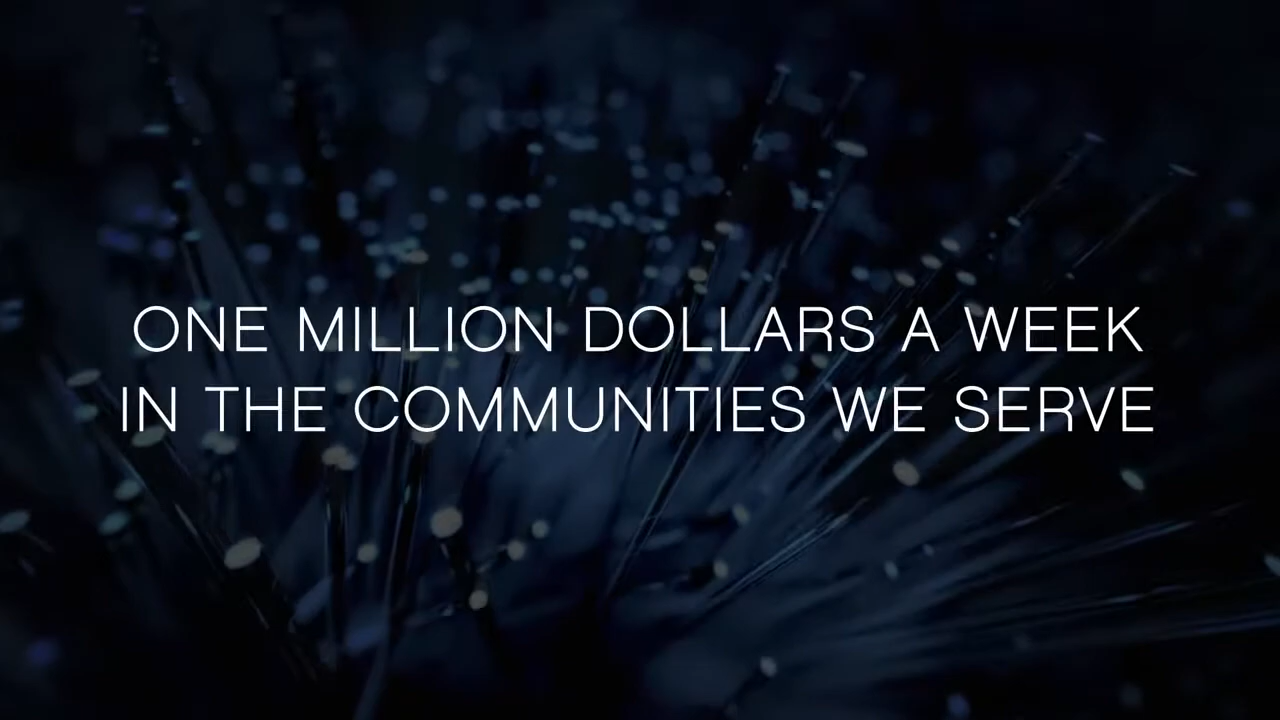 ONE MILLION DOLLARS A WEEK
IN THE COMMUNITIES WE SERVE